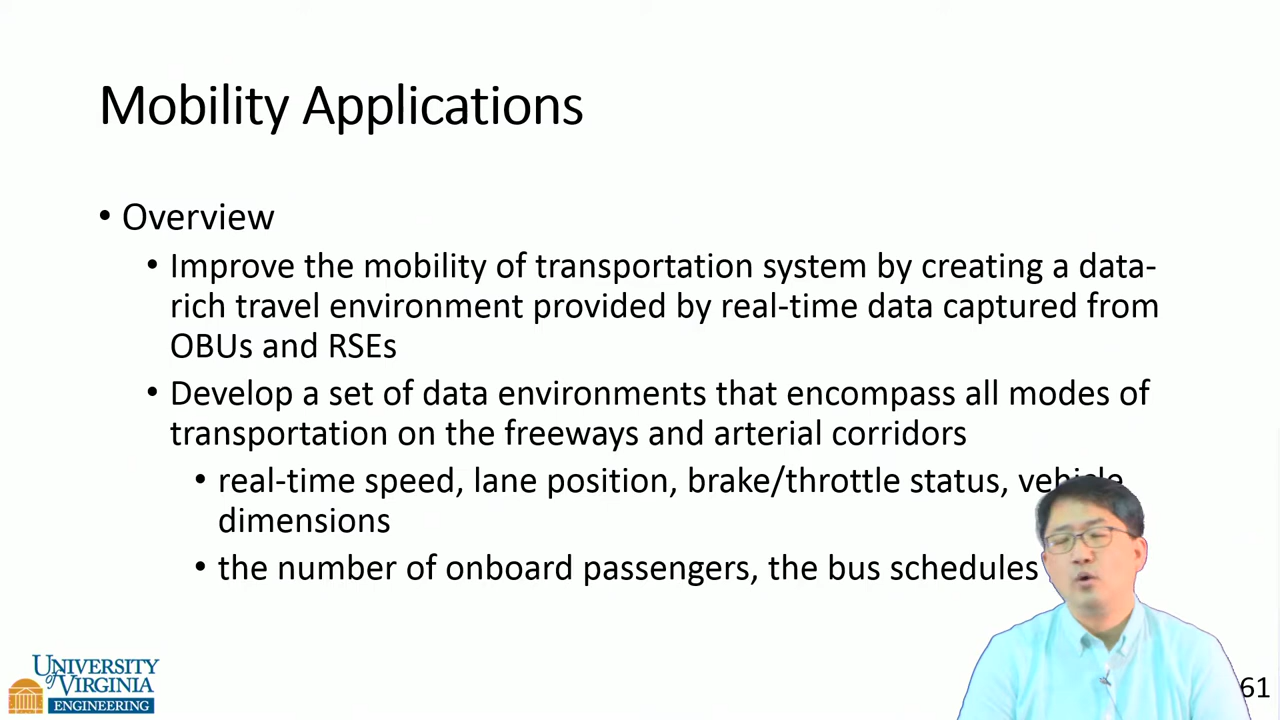 Mobility Applications
• Overview
• Improve the mobility of transportation system by creating a data-
rich travel environment provided by real-time data captured from
OBUs and RSEs
• Develop a set of data environments that encompass all modes of
transportation on the freeways and arterial corridors
• real-time speed, lane position, brake/throttle status, vehicle
dimensions
• the number of onboard passengers, the bus schedules
UNIVERSITY
of VIRGINIA
ENGINEERING
61